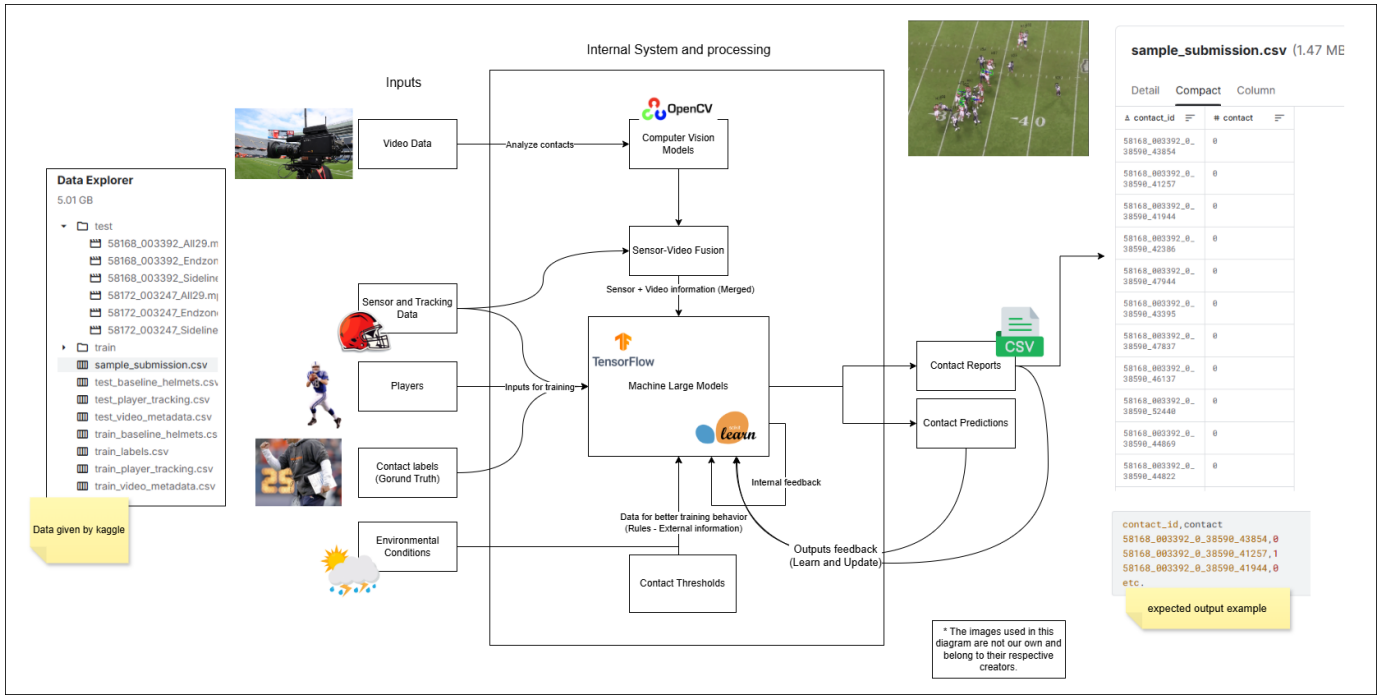 Internal System and processing
Inputs
Video Data
Analyze contacts
OpenCV
Computer Vision
Models
Data Explorer
5.01 GB
test
58168_003392_All29.m
58168_003392_Endzon
58168_003392_Sideline
58172_003247_All29.mp
58172_003247_Endzone
58172_003247_Sideline
train
sample_submission.csv
test_baseline_helmets.csv
test_player_tracking.csv
test_video_metadata.csv
train_baseline_helmets.cs
train_labels.csv
train_player_tracking.csv
train_video_metadata.csv
Data given by kaggle
Sensor-Video Fusion
Sensor + Video information (Merged)
Sensor and Tracking
Data
Players
Inputs for training
Contact labels
(Gorund Truth)
Environmental
Conditions
TensorFlow
Machine Large Models
learn
Internal feedback
Data for better training behavior
(Rules - External information)
Contact Thresholds
Outputs feedback
(Learn and Update)
CSV
Contact Reports
Contact Predictions
* The images used in this
diagram are not our own and
belong to their respective
creators.
40
sample_submission.csv (1.47 ME
Detail Compact Column
contact_id # contact
58168_003392_0_ 0
38590_43854
58168_003392_0_ 0
38590_41257
58168_003392_0_ 0
38590_41944
58168_003392_0_ 0
38590_42386
58168_003392_0_ 0
38590_47944
58168_003392_0_ 0
38590_43395
58168_003392_0_ 0
38590_47837
58168_003392_0_ 0
38590_46137
58168_003392_0_ 0
38590_52440
58168_003392_0_ 0
38590_44869
58168_003392_0_ 0
38590_44822
contact_id,contact
58168_003392_0_38590_43854,0
58168_003392_0_38590_41257,1
58168_003392_0_38590_41944,0
etc.
expected output example